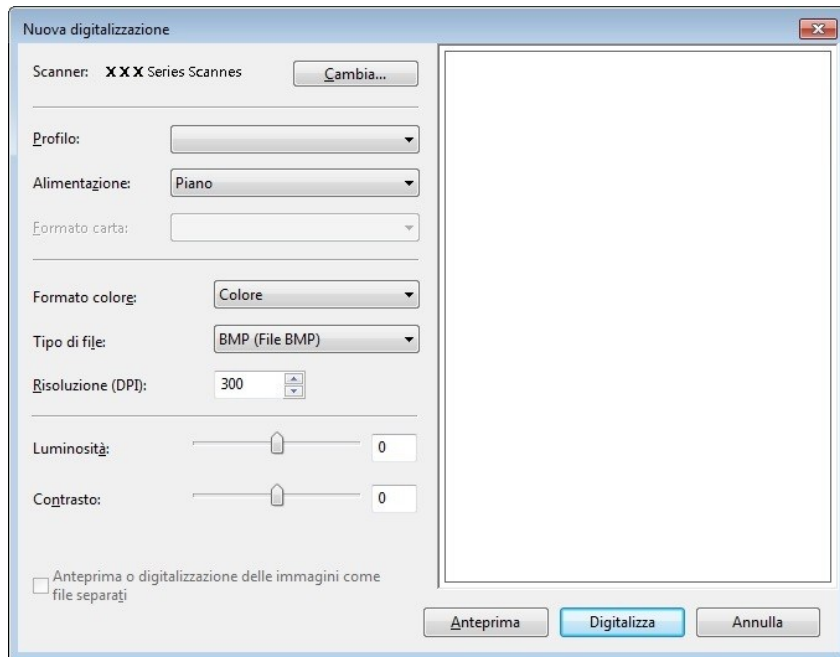 Nuova digitalizzazione
Scanner: XXX Series Scannes Cambia...
Profilo:
Alimentazione: Piano
Formato carta:
Formato colore: Colore
Tipo di file: BMP (File BMP)
Risoluzione (DPI): 300
Luminosità: 0
Contrasto: 0
Anteprima o digitalizzazione delle immagini come
file separati
Anteprima Digitalizza Annulla